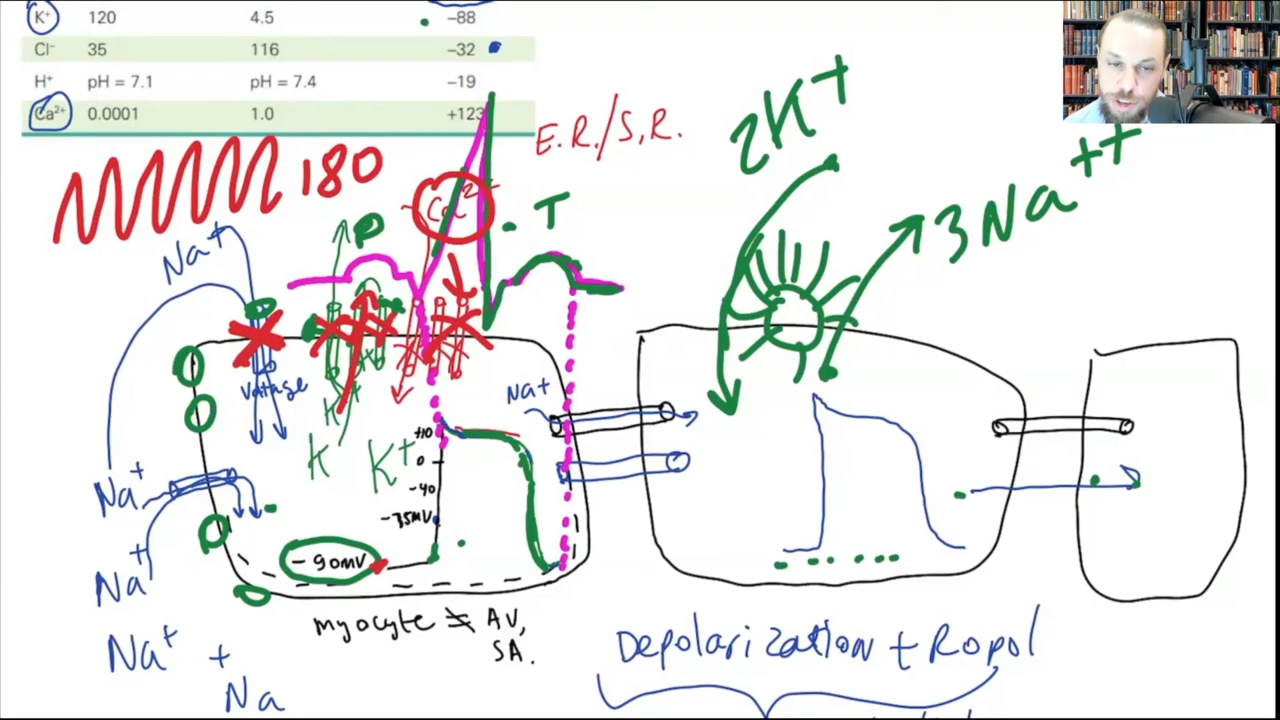 K⁺ 120 4.5 −88
Cl⁻ 35 116 −32
H⁺ pH = 7.1 pH = 7.4 −19
Ca²⁺ 0.0001 1.0 +123
E.R./S.R.
180
2K+
3Na++
Ca²⁺
P
T
Na+
Voltage
K
K+
Na+
+10
0
-40
-75mV
-90mV
Na+
Na+
Na+
+
Na
myocyte ≠ AV,
SA.
Depolarization + Repol